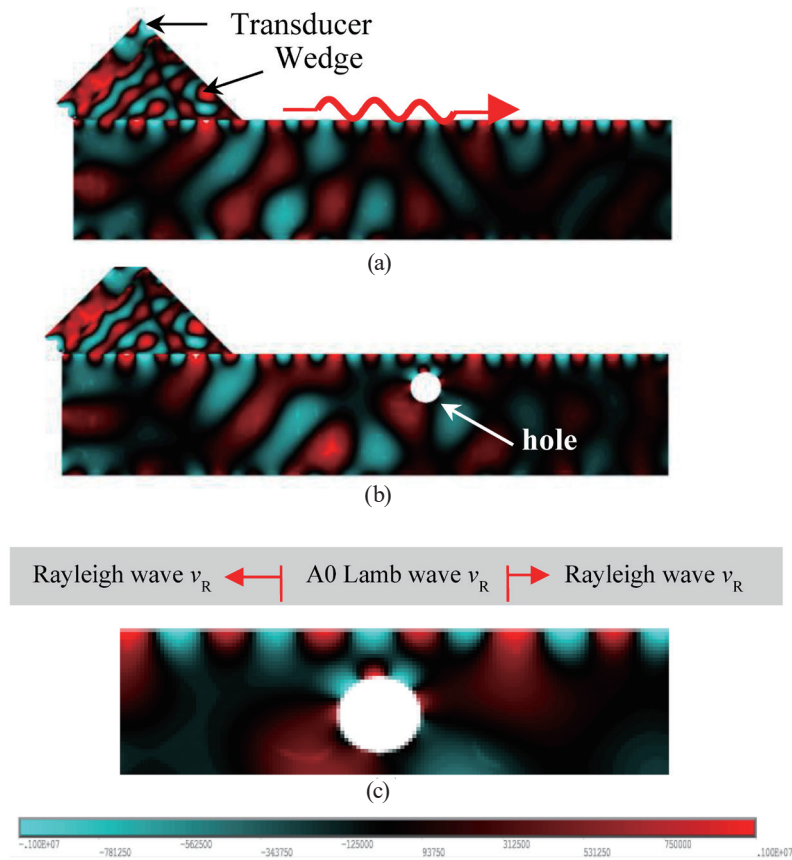 Transducer
Wedge
(a)
hole
(b)
Rayleigh wave vR
A0 Lamb wave vR
Rayleigh wave vR
(c)
-.100E+07 -781250 -562500 -343750 -125000 93750 312500 531250 750000 .100E+07